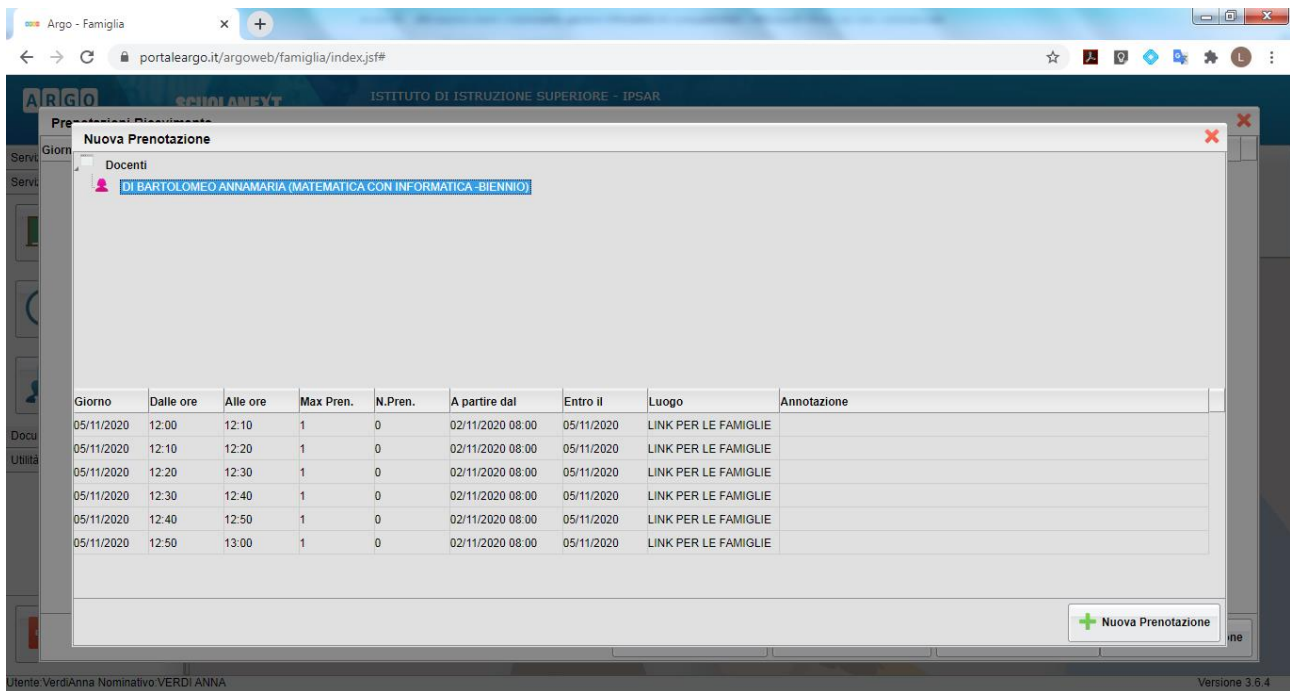 Argo - Famiglia
portaleargo.it/argoweb/famiglia/index.jsf#
L
ARGO SCUOLANEXT ISTITUTO DI ISTRUZIONE SUPERIORE - IPSAR
Prenotazioni Ricevimento
Nuova Prenotazione
Giorn
Serviz
Docenti
Serviz
DI BARTOLOMEO ANNAMARIA (MATEMATICA CON INFORMATICA -BIENNIO)
Giorno Dalle ore Alle ore Max Pren. N.Pren. A partire dal Entro il Luogo Annotazione
05/11/2020 12:00 12:10 1 0 02/11/2020 08:00 05/11/2020 LINK PER LE FAMIGLIE
Docu
05/11/2020 12:10 12:20 1 0 02/11/2020 08:00 05/11/2020 LINK PER LE FAMIGLIE
Utilità
05/11/2020 12:20 12:30 1 0 02/11/2020 08:00 05/11/2020 LINK PER LE FAMIGLIE
05/11/2020 12:30 12:40 1 0 02/11/2020 08:00 05/11/2020 LINK PER LE FAMIGLIE
05/11/2020 12:40 12:50 1 0 02/11/2020 08:00 05/11/2020 LINK PER LE FAMIGLIE
05/11/2020 12:50 13:00 1 0 02/11/2020 08:00 05/11/2020 LINK PER LE FAMIGLIE
Nuova Prenotazione
one
Utente:VerdiAnna Nominativo:VERDI ANNA Versione 3.6.4